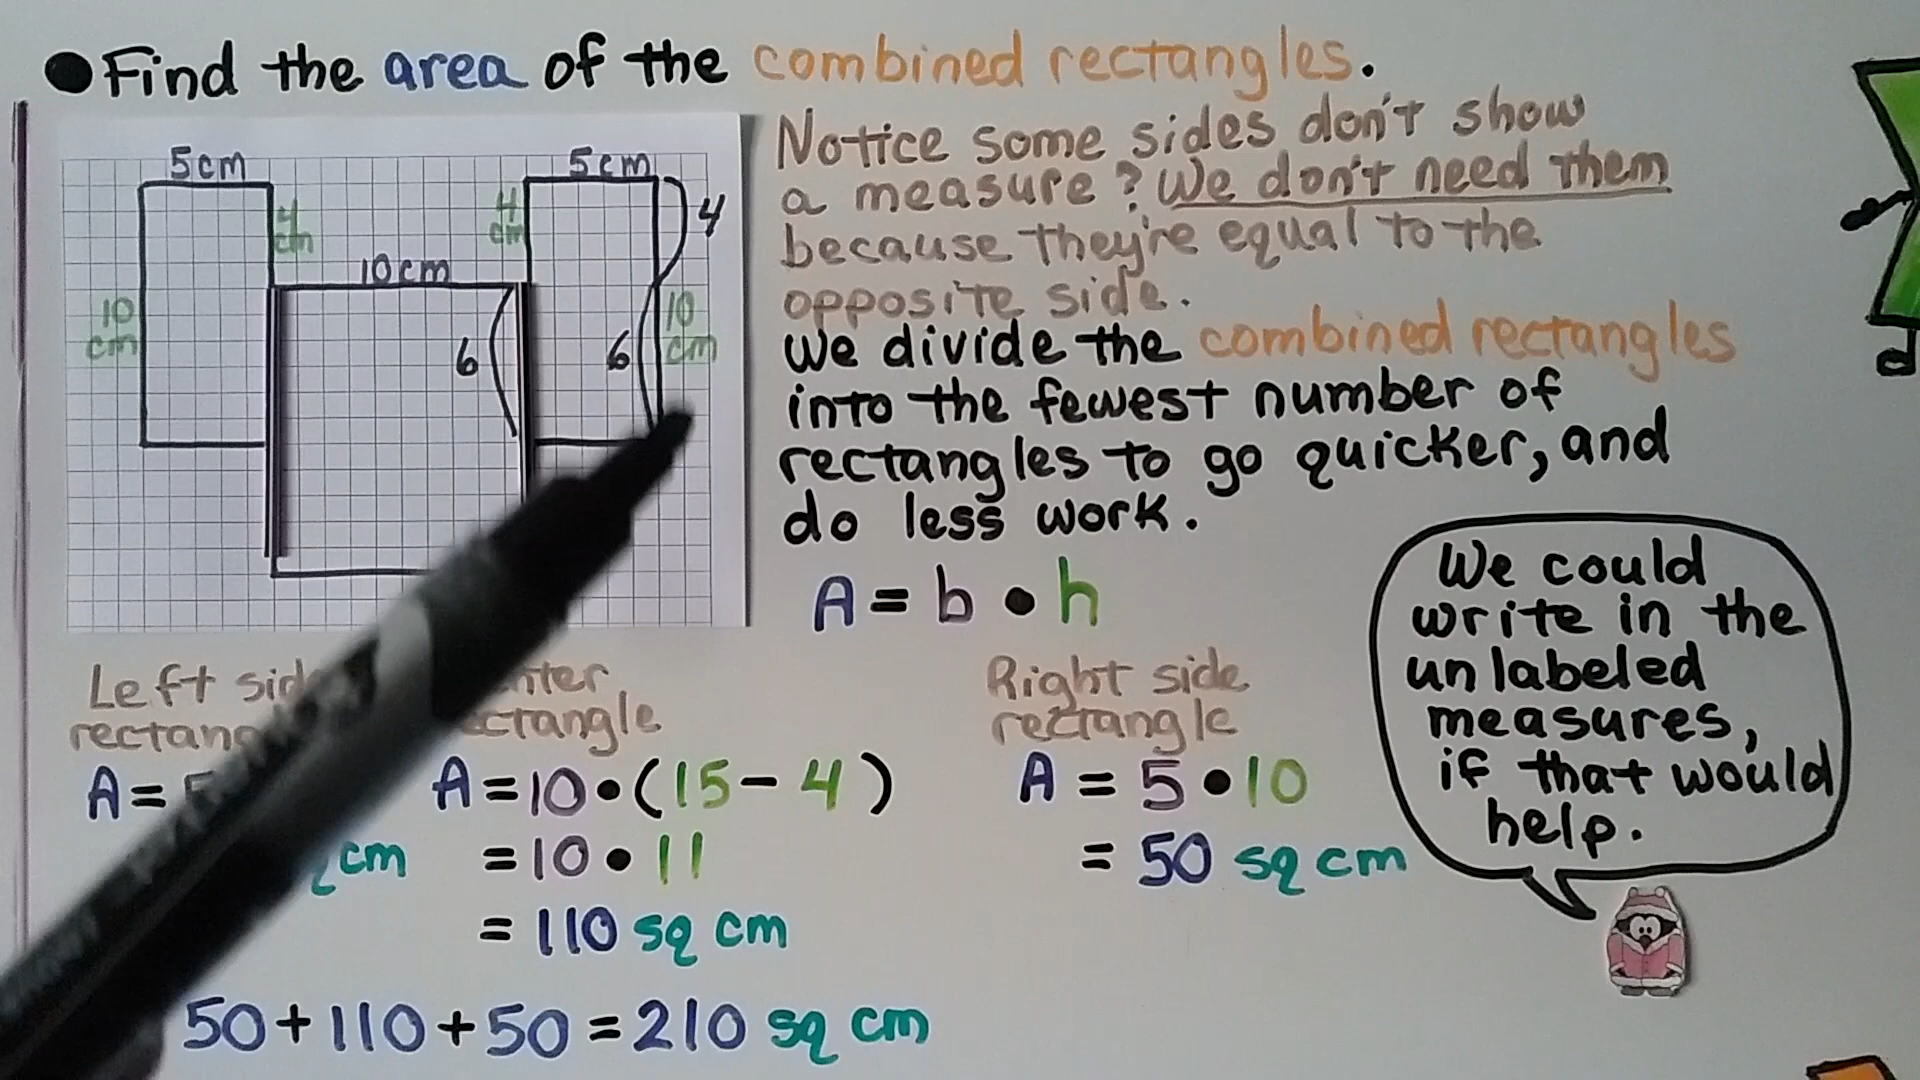 Find the area of the combined rectangles.
5cm
5cm
4
cm
4
cm
4
10cm
10
cm
6
6
10
cm
Notice some sides don't show
a measure? We don't need them
because they're equal to the
opposite side.
We divide the combined rectangles
into the fewest number of
rectangles to go quicker, and
do less work.
A = b • h
We could
write in the
unlabeled
measures,
if that would
help.
Left
A =
cm
A = 10 • (15 - 4)
= 10 • 11
= 110 sq cm
Right side
rectangle
A = 5 • 10
= 50 sq cm
50 + 110 + 50 = 210 sq cm